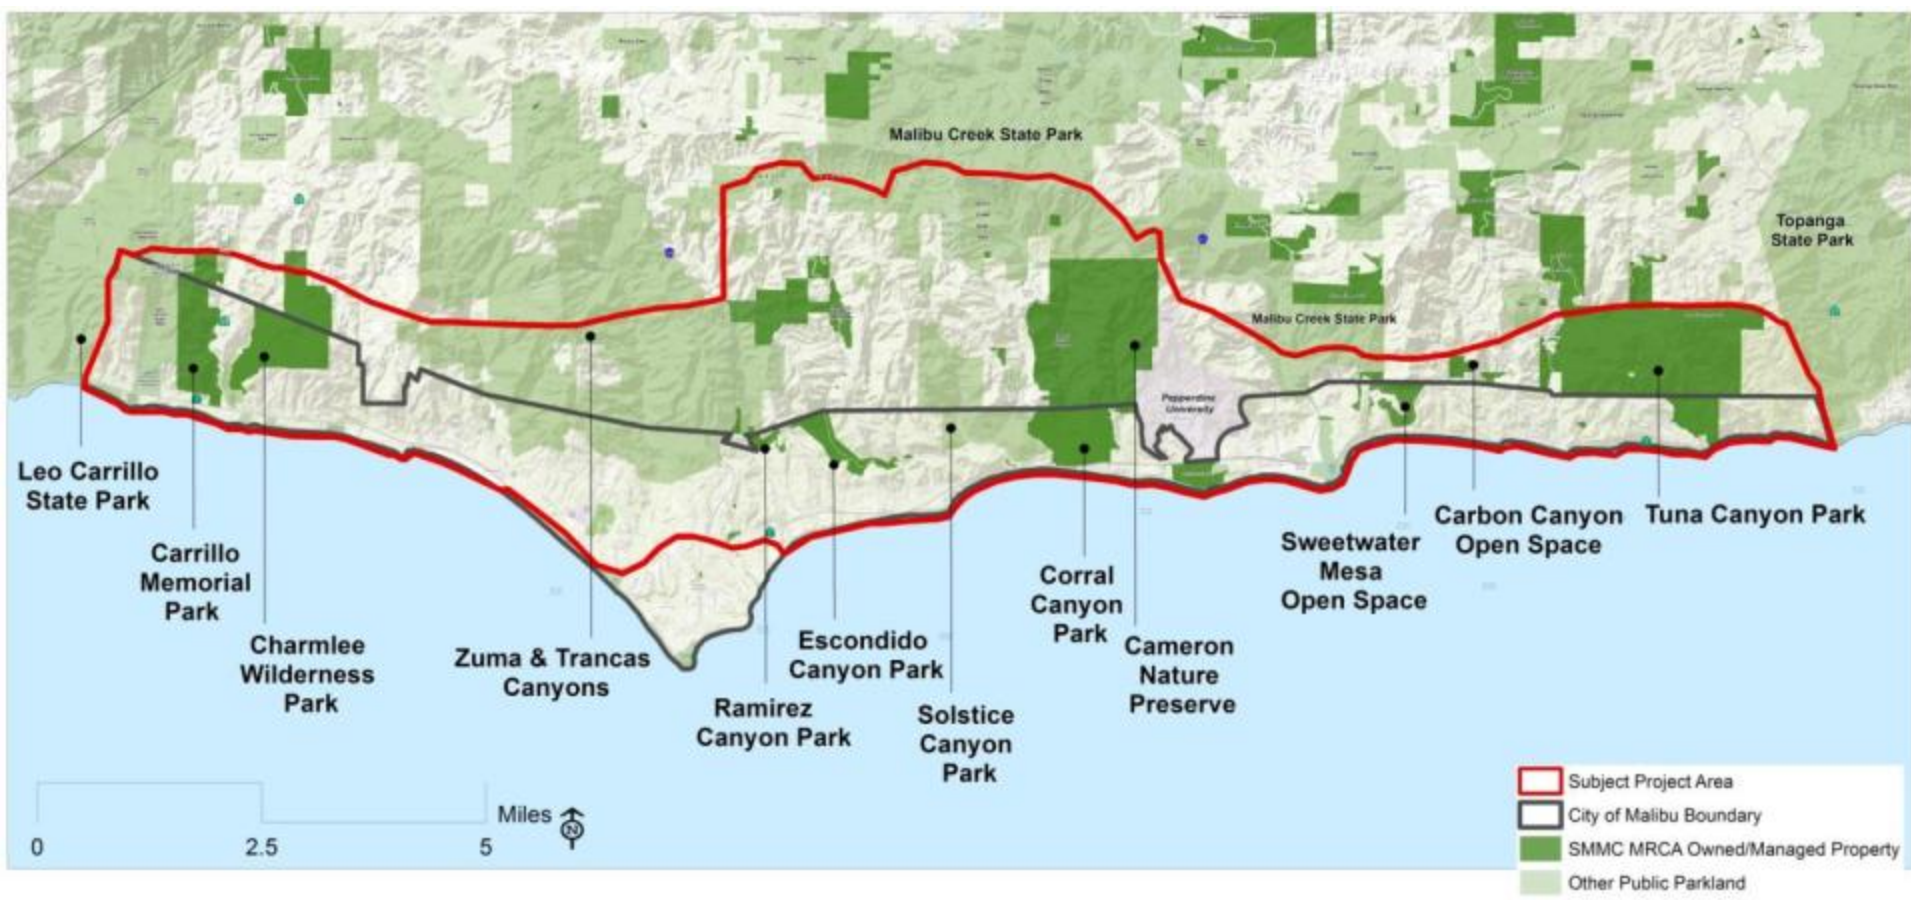 Malibu Creek State Park
Topanga
State Park
Malibu Creek State Park
Pepperdine
University
Leo Carrillo
State Park
Carrillo
Memorial
Park
Charmlee
Wilderness
Park
Zuma & Trancas
Canyons
Ramirez
Canyon Park
Escondido
Canyon Park
Solstice
Canyon
Park
Corral
Canyon
Park
Cameron
Nature
Preserve
Sweetwater
Mesa
Open Space
Carbon Canyon
Open Space
Tuna Canyon Park
Miles
N
0 2.5 5
Subject Project Area
City of Malibu Boundary
SMMC MRCA Owned/Managed Property
Other Public Parkland